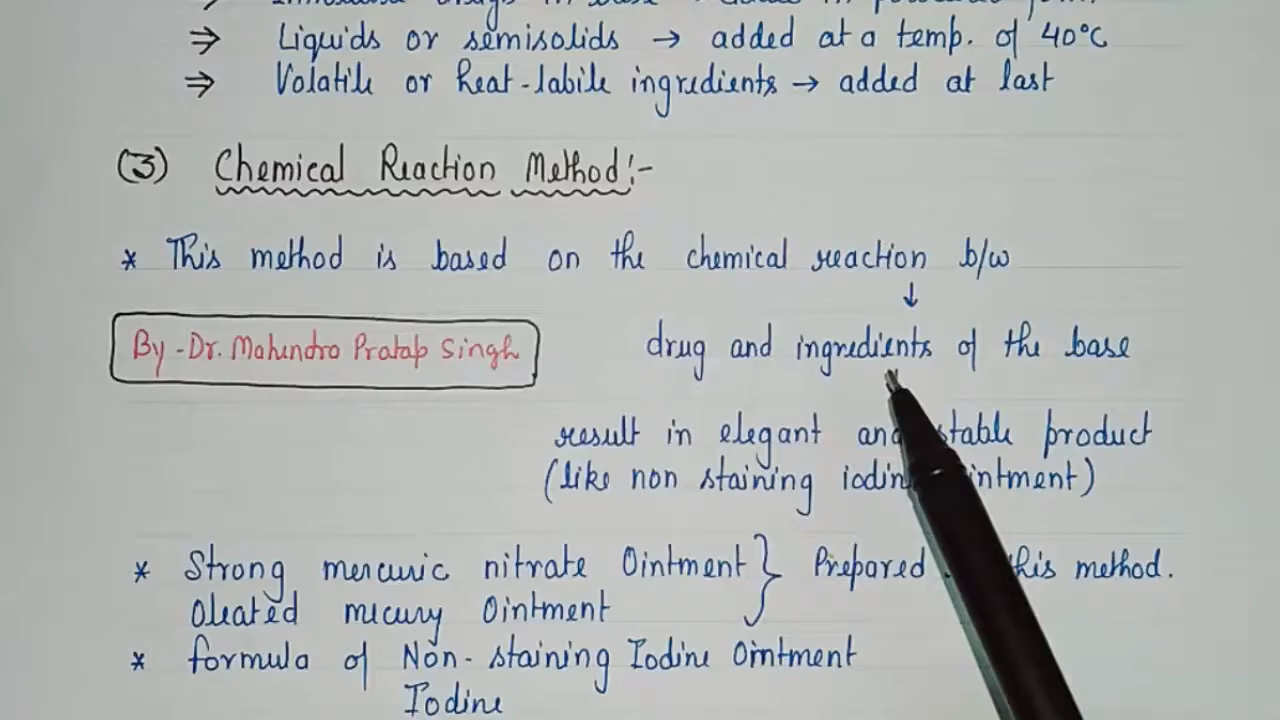 ⇒ Liquids or semisolids → added at a temp. of 40°C
⇒ Volatile or heat-labile ingredients → added at last
(3) Chemical Reaction Method:-
* This method is based on the chemical reaction b/w
↓
By - Dr. Mahendra Pratap Singh
drug and ingredients of the base
result in elegant and stable product
(like non staining iodine ointment)
* Strong mercuric nitrate Ointment } Prepared this method.
Oleated mecury Ointment
* formula of Non-staining Iodine Ointment
Iodine